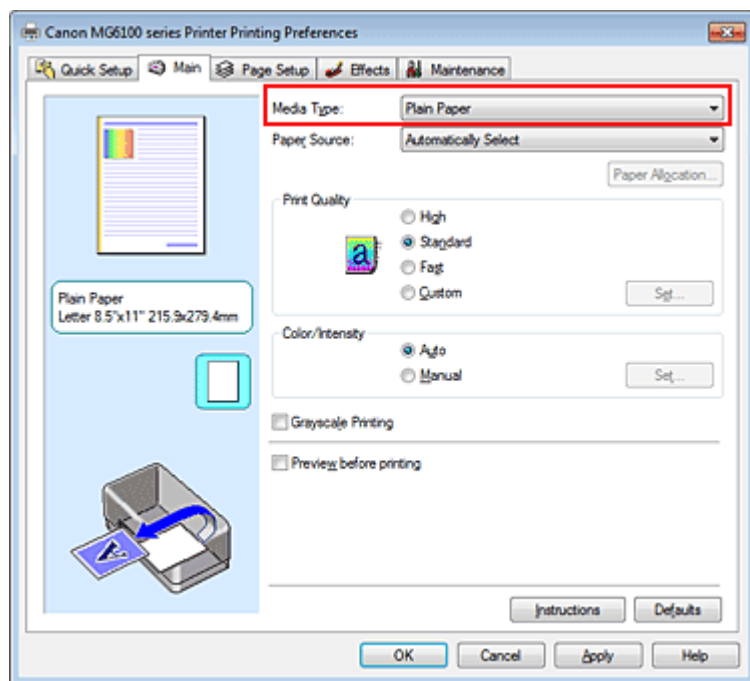 Canon MG6100 series Printer Printing Preferences
Quick Setup Main Page Setup Effects Maintenance
Media Type: Plain Paper
Paper Source: Automatically Select
Paper Allocation...
Print Quality
High
a Standard
Fast
Custom Set...
Plain Paper
Letter 8.5"x11" 215.9x279.4mm
Color/Intensity
Auto
Manual Set...
Grayscale Printing
Preview before printing
A
Instructions Defaults
OK Cancel Apply Help